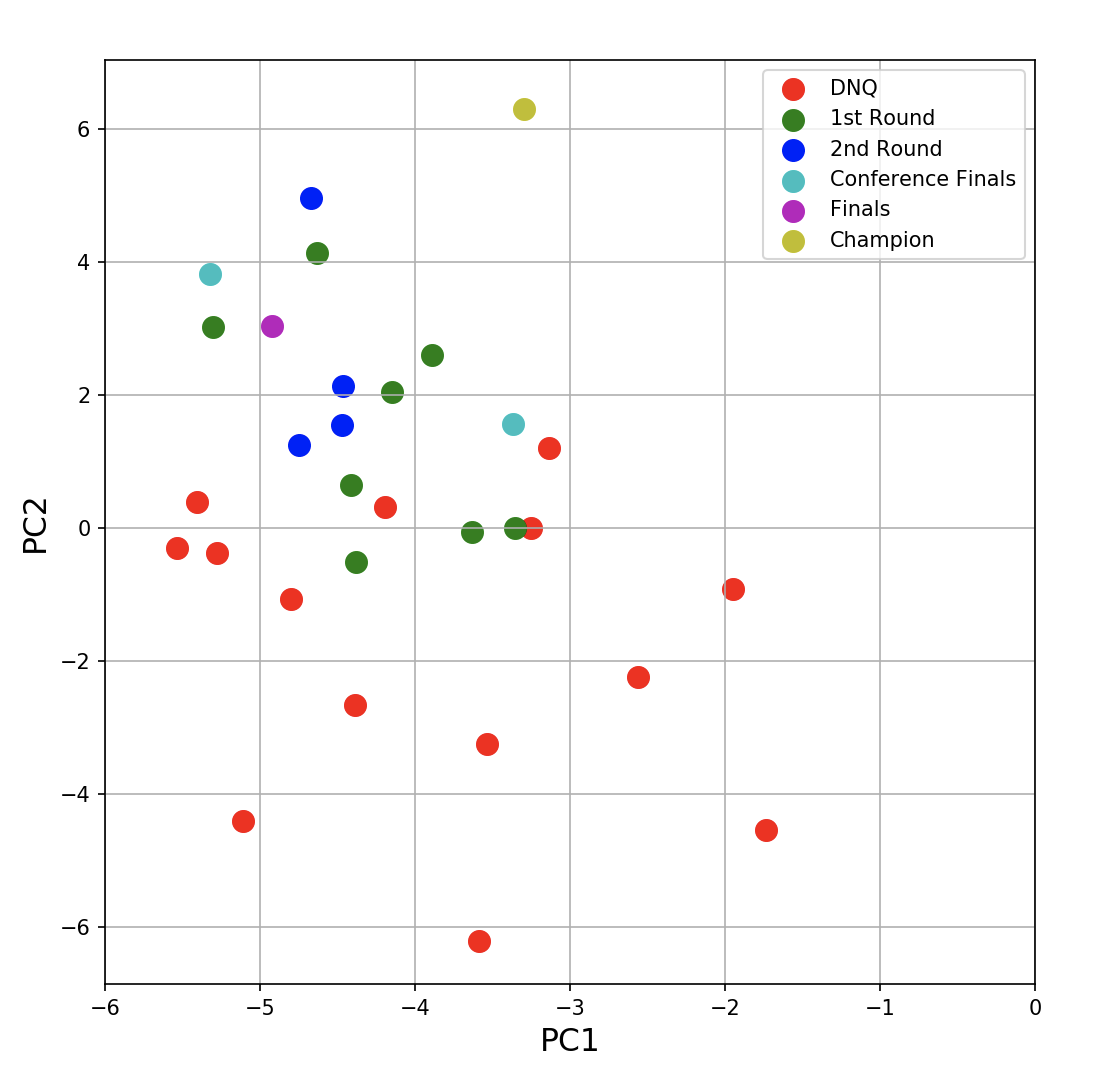 DNQ
1st Round
2nd Round
Conference Finals
Finals
Champion
6
4
2
0
−2
−4
−6
PC2
−6 −5 −4 −3 −2 −1 0
PC1